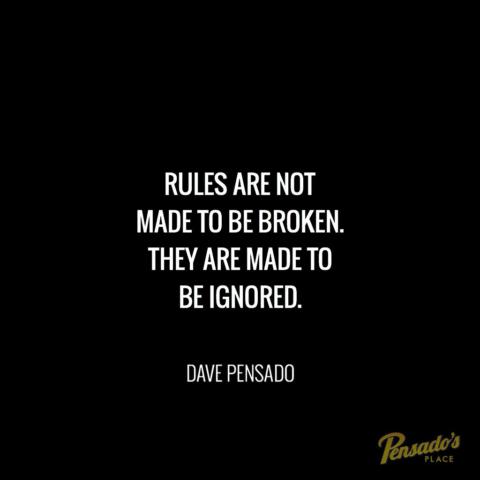 RULES ARE NOT
MADE TO BE BROKEN.
THEY ARE MADE TO
BE IGNORED.
DAVE PENSADO
Pensado's
PLACE